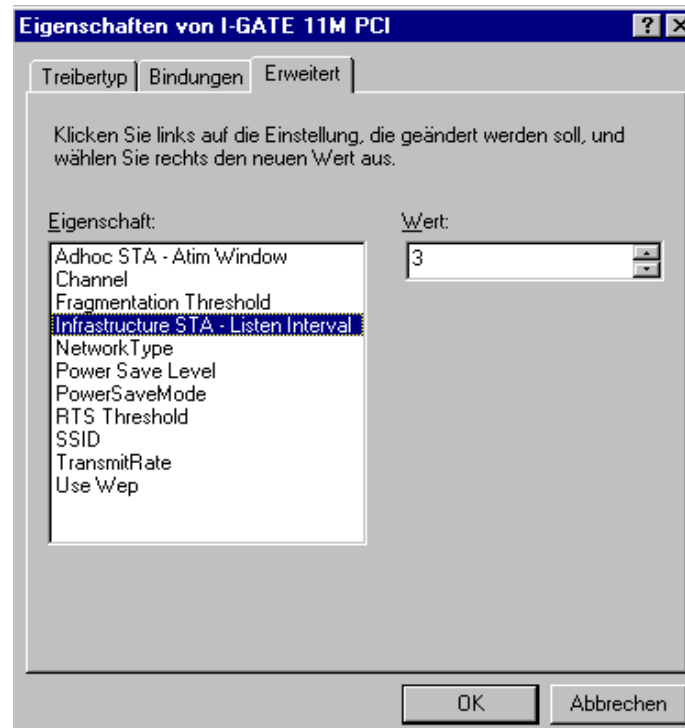 Eigenschaften von I-GATE 11M PCI
Treibertyp Bindungen Erweitert
Klicken Sie links auf die Einstellung, die geändert werden soll, und
wählen Sie rechts den neuen Wert aus.
Eigenschaft:
Adhoc STA - Atim Window
Channel
Fragmentation Threshold
Infrastructure STA - Listen Interval
NetworkType
Power Save Level
PowerSaveMode
RTS Threshold
SSID
TransmitRate
Use Wep
Wert:
3
OK Abbrechen